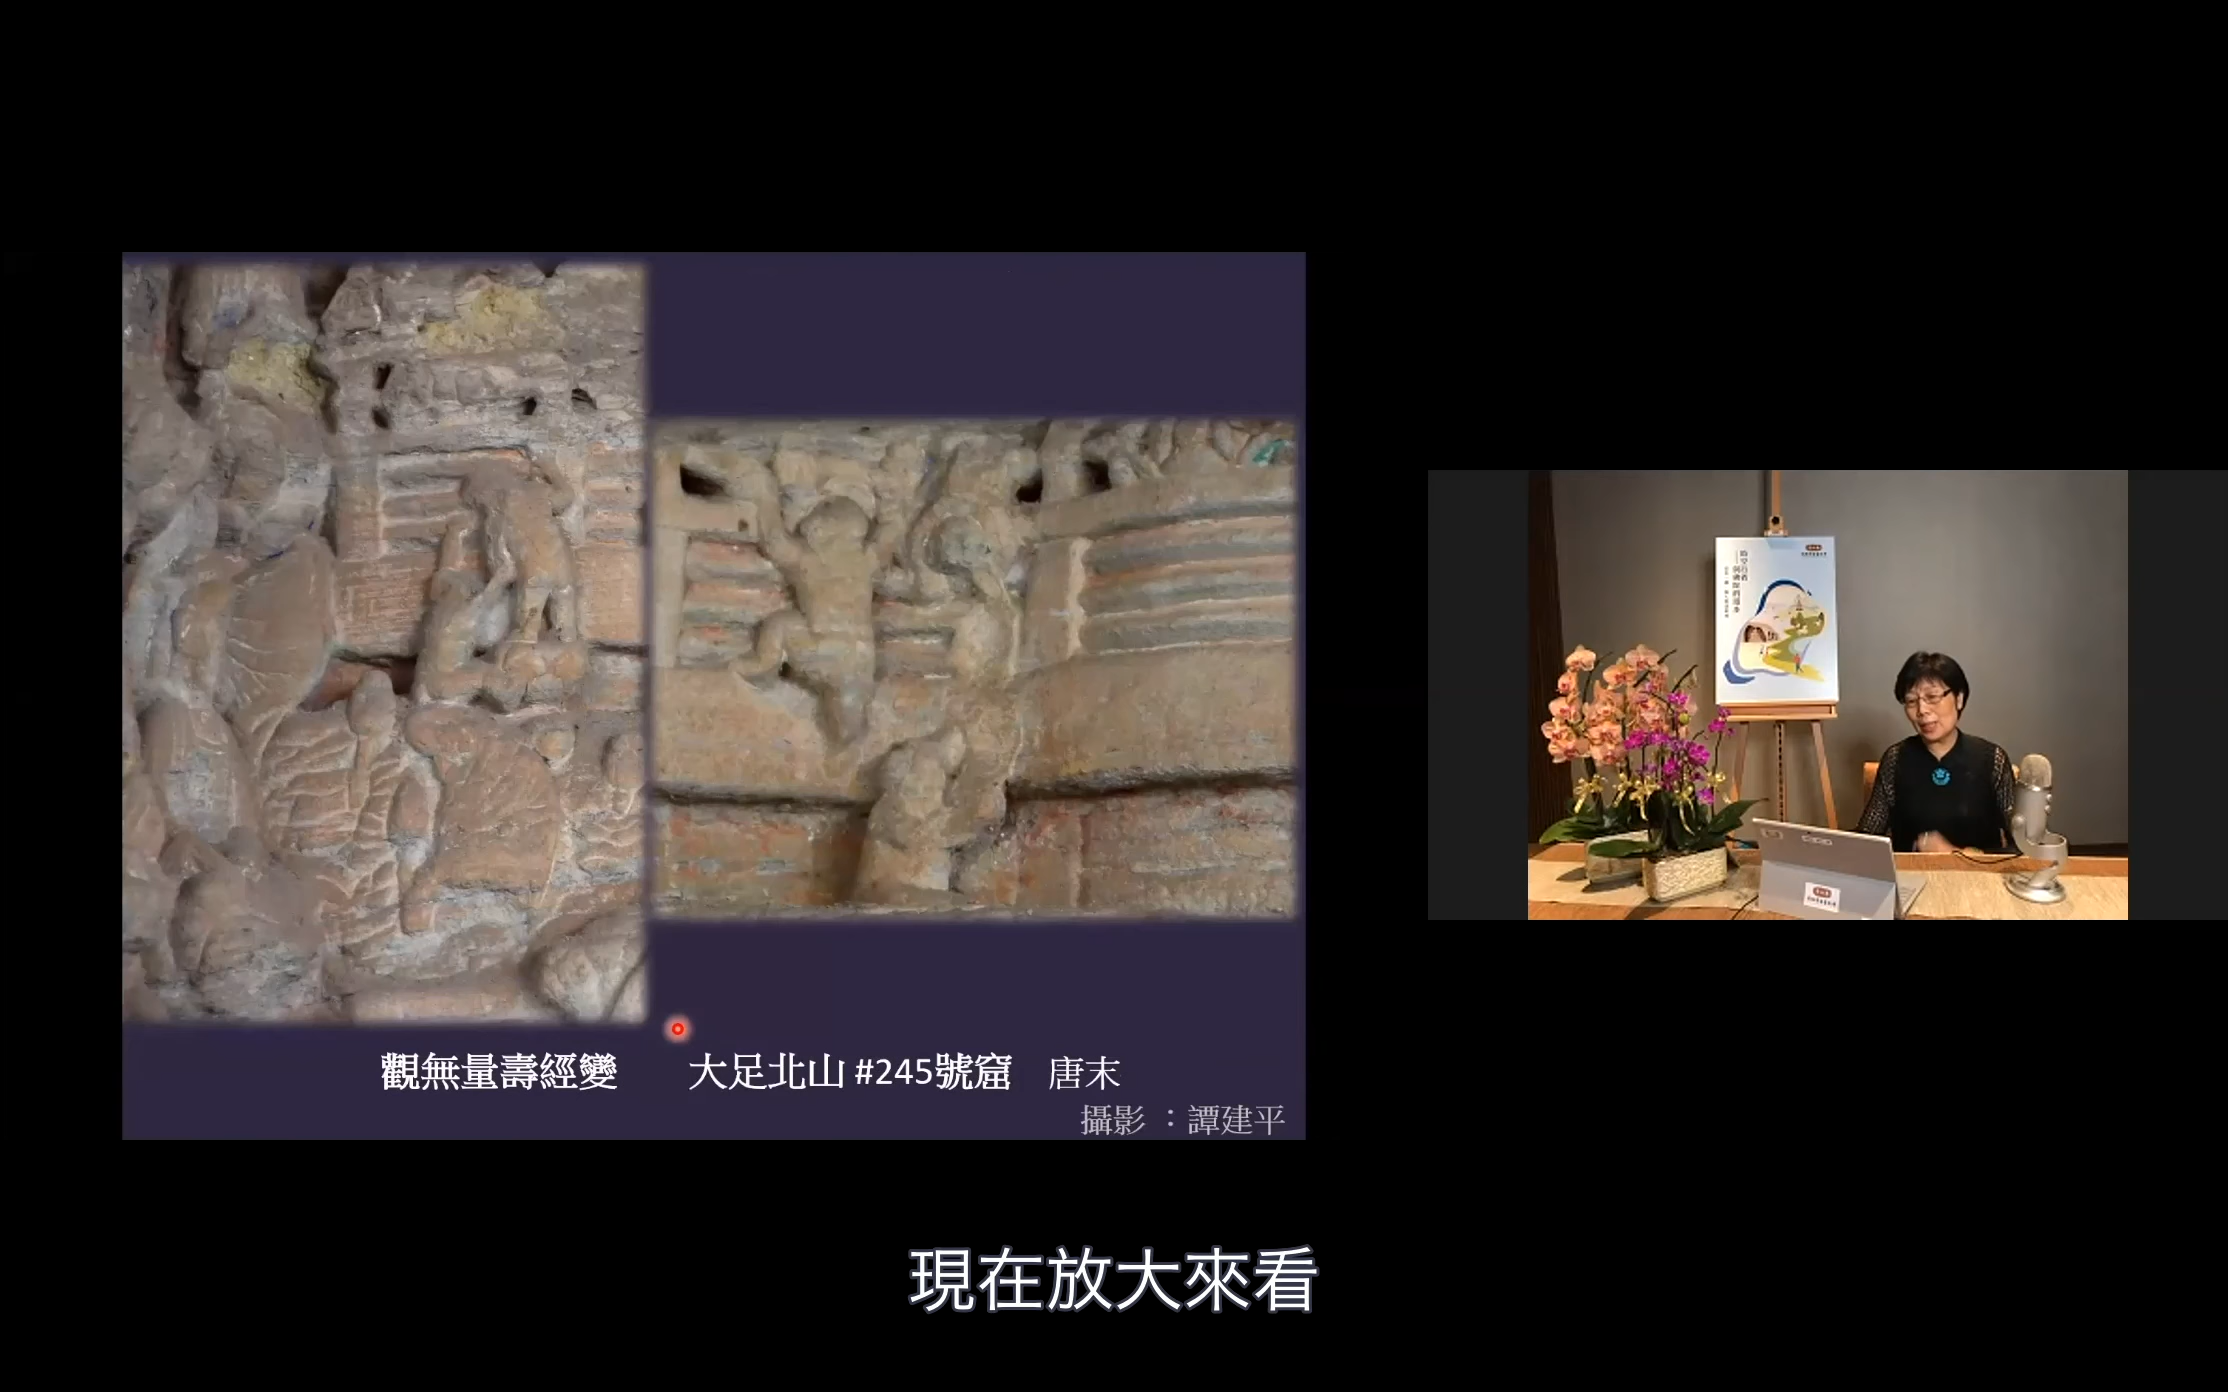 觀無量壽經變 大足北山 #245號窟 唐末
攝影：譚建平
現在放大來看